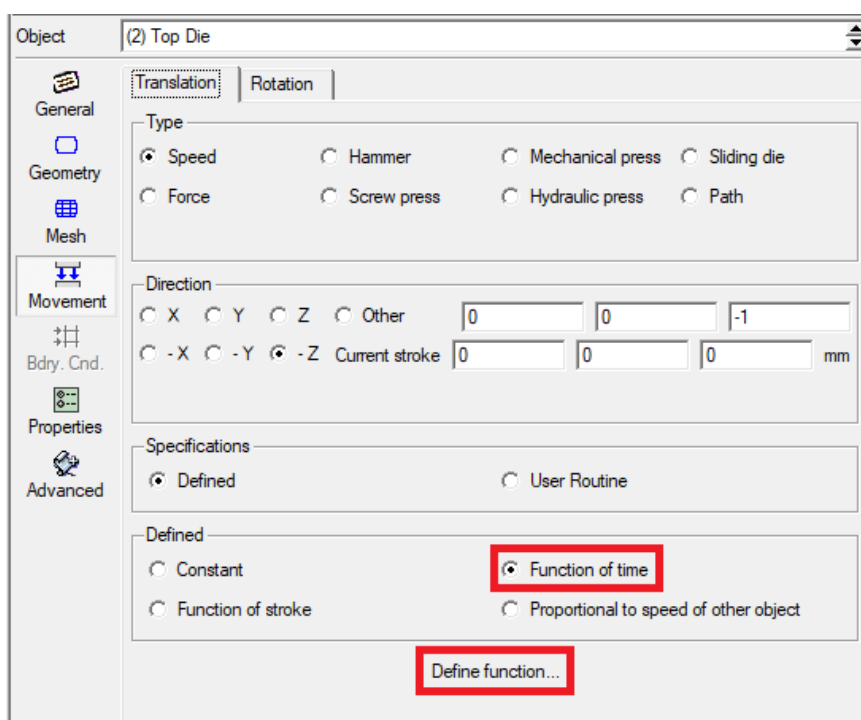 Object (2) Top Die
General
Geometry
Mesh
Movement
Bdry. Cnd.
Properties
Advanced
Translation Rotation
Type
Speed Hammer Mechanical press Sliding die
Force Screw press Hydraulic press Path
Direction
X Y Z Other 0 0 -1
-X -Y -Z Current stroke 0 0 0 mm
Specifications
Defined User Routine
Defined
Constant Function of time
Function of stroke Proportional to speed of other object
Define function...